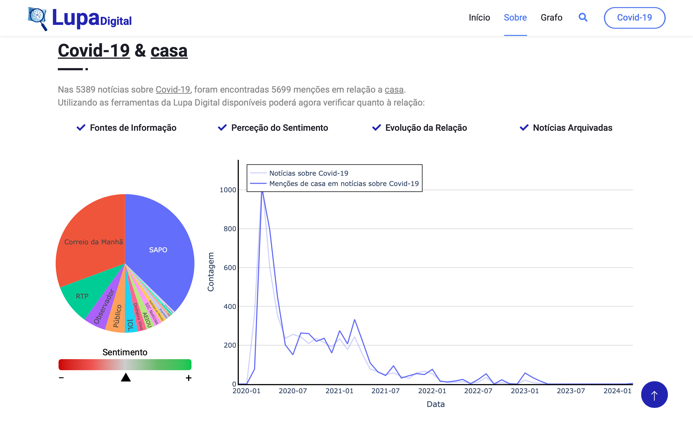 LupaDigital
Início Sobre Grafo Covid-19
Covid-19 & casa
Nas 5389 notícias sobre Covid-19, foram encontradas 5699 menções em relação a casa.
Utilizando as ferramentas da Lupa Digital disponíveis poderá agora verificar quanto à relação:
Fontes de Informação Perceção do Sentimento Evolução da Relação Notícias Arquivadas
SAPO
Correio da Manhã
RTP
Observador
Público
IOL
Sentimento
− +
Notícias sobre Covid-19
Menções de casa em notícias sobre Covid-19
Contagem
1000
800
600
400
200
0
2020-01 2020-07 2021-01 2021-07 2022-01 2022-07 2023-01 2023-07 2024-01
Data